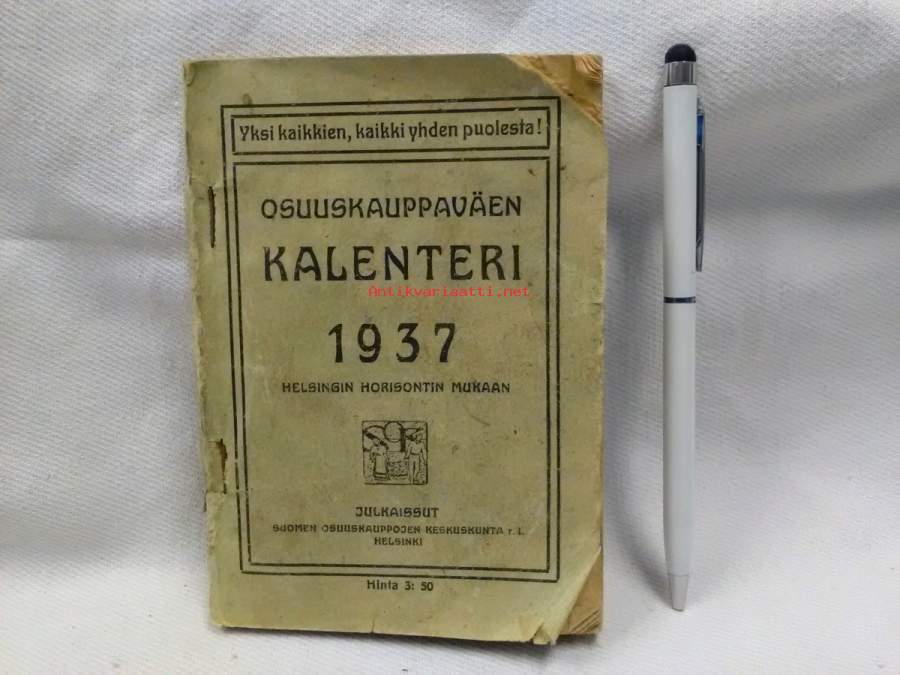 Yksi kaikkien, kaikki yhden puolesta!
OSUUSKAUPPAVÄEN
KALENTERI
Antikvariaatti.net
1937
HELSINGIN HORISONTIN MUKAAN
JULKAISSUT
SUOMEN OSUUSKAUPPOJEN KESKUSKUNTA r. l.
HELSINKI
Hinta 3: 50